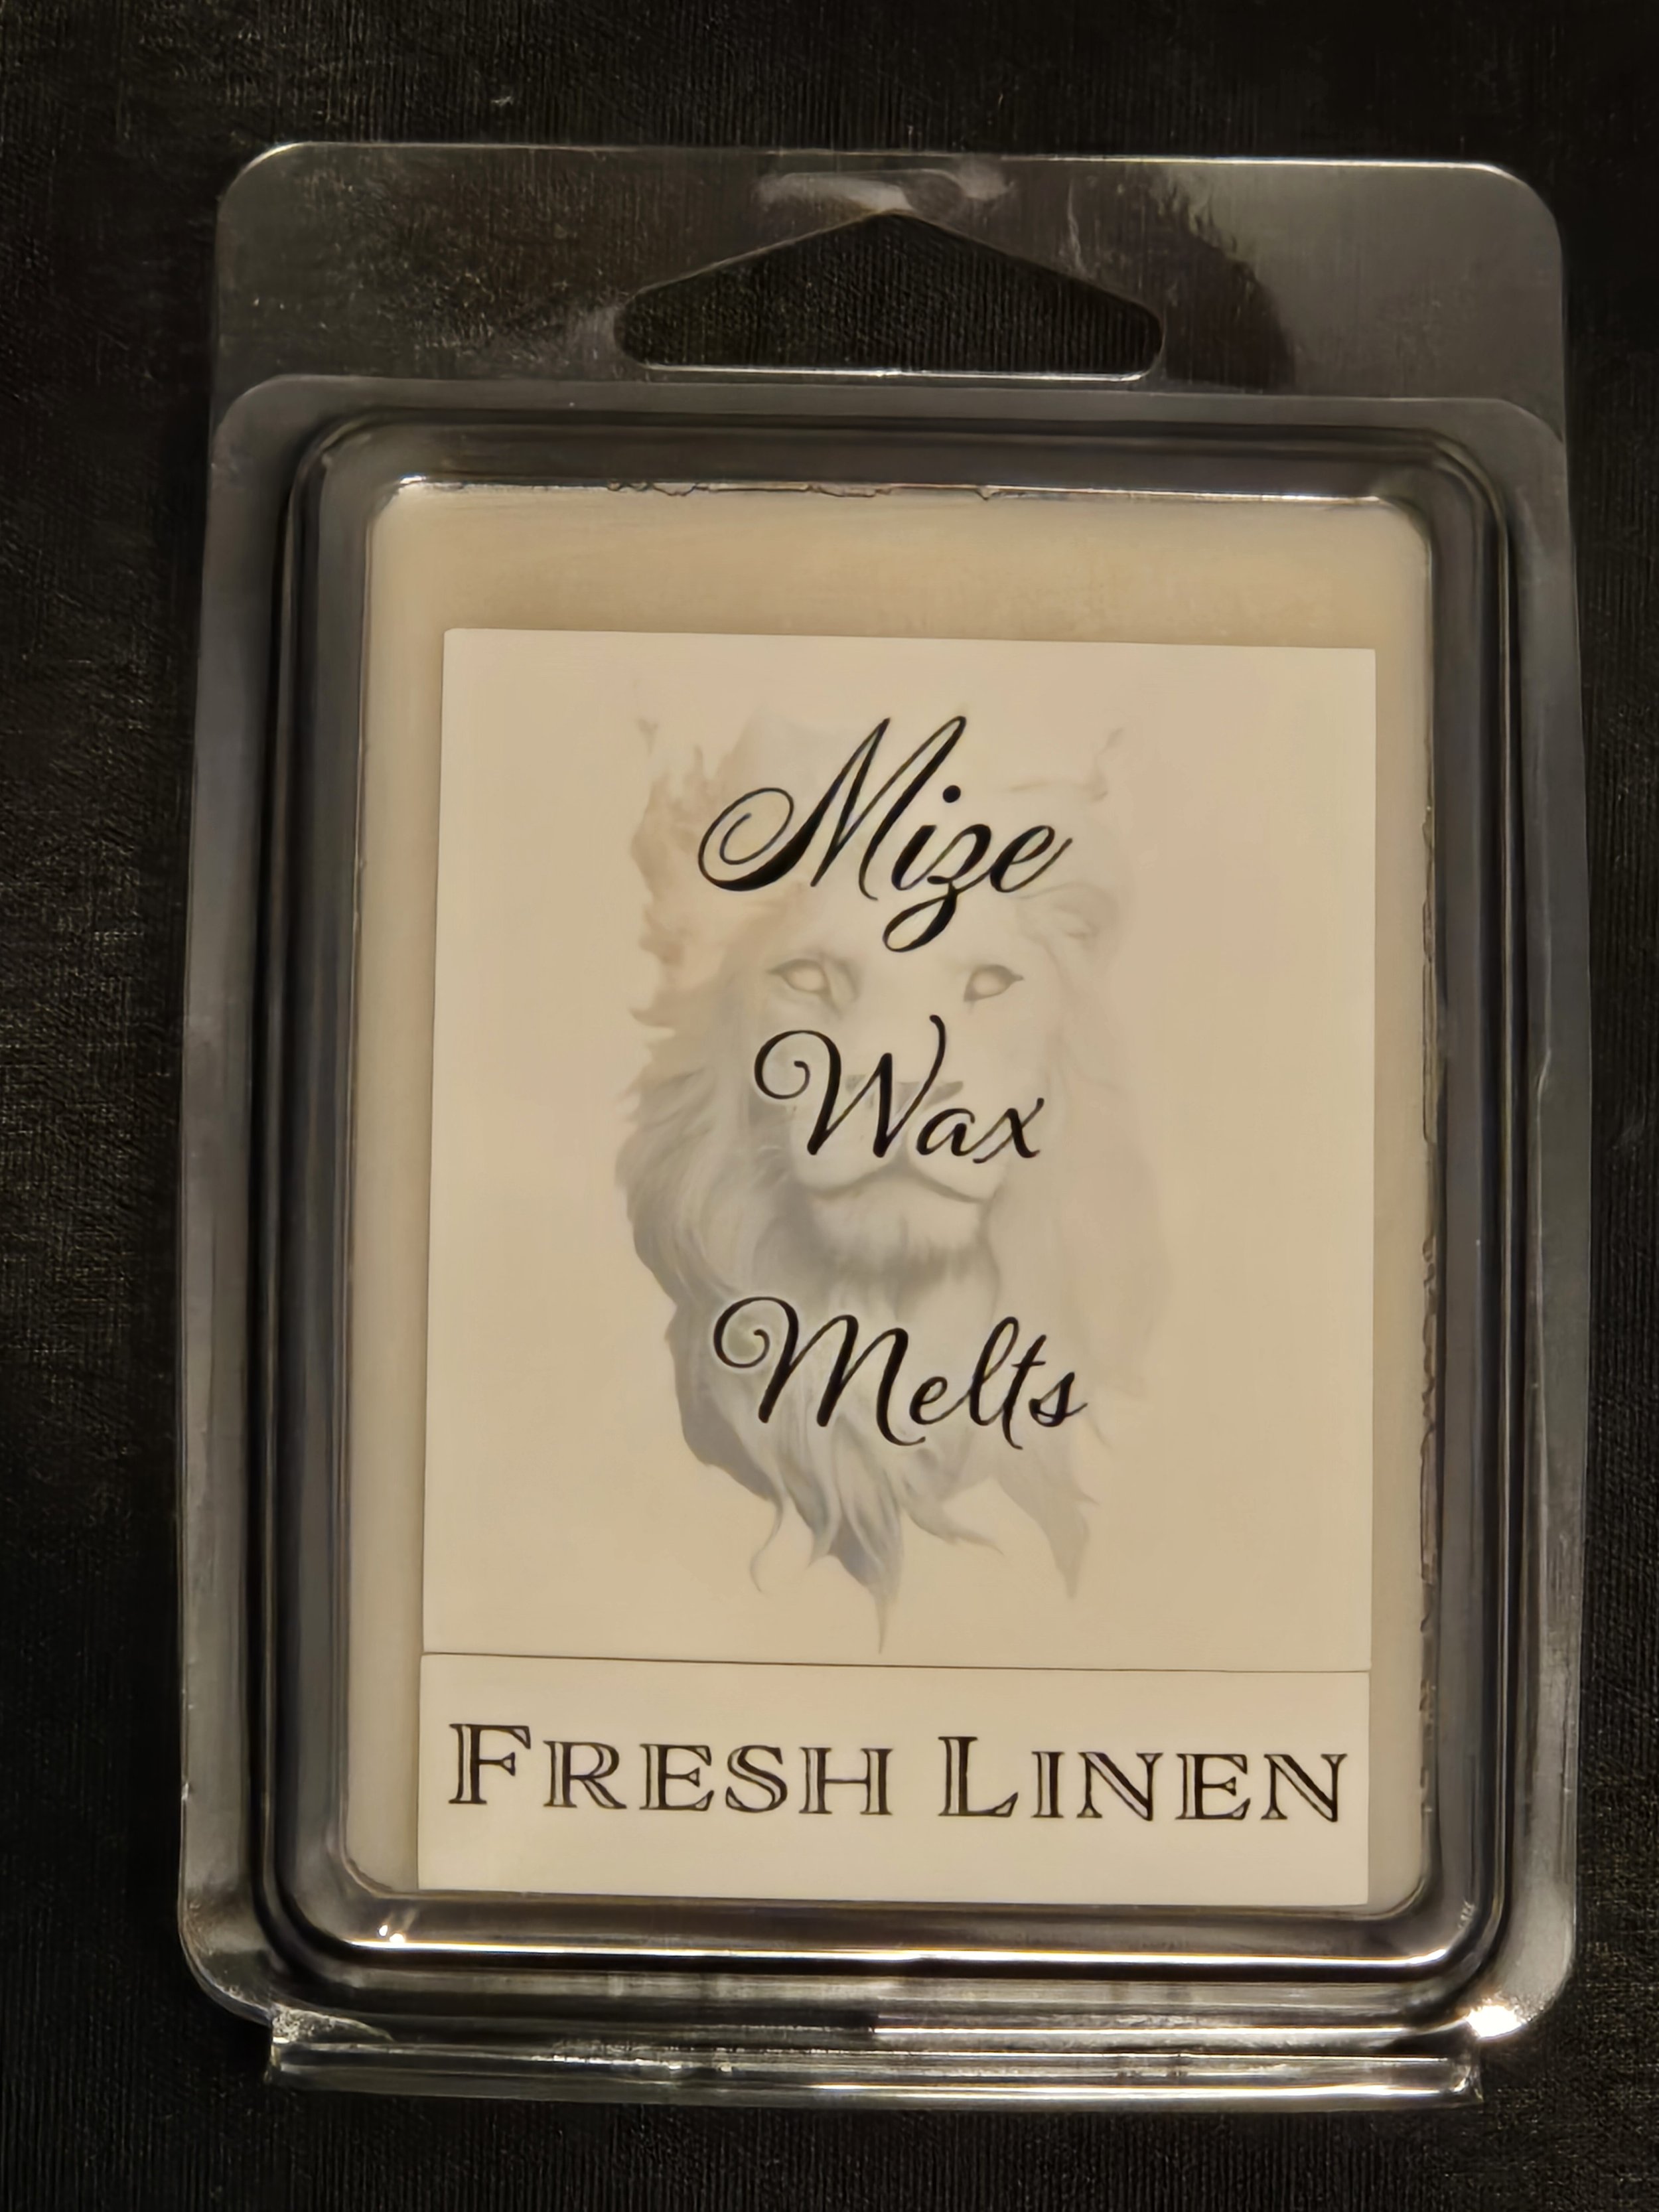 Mize
Wax
Melts
FRESH LINEN